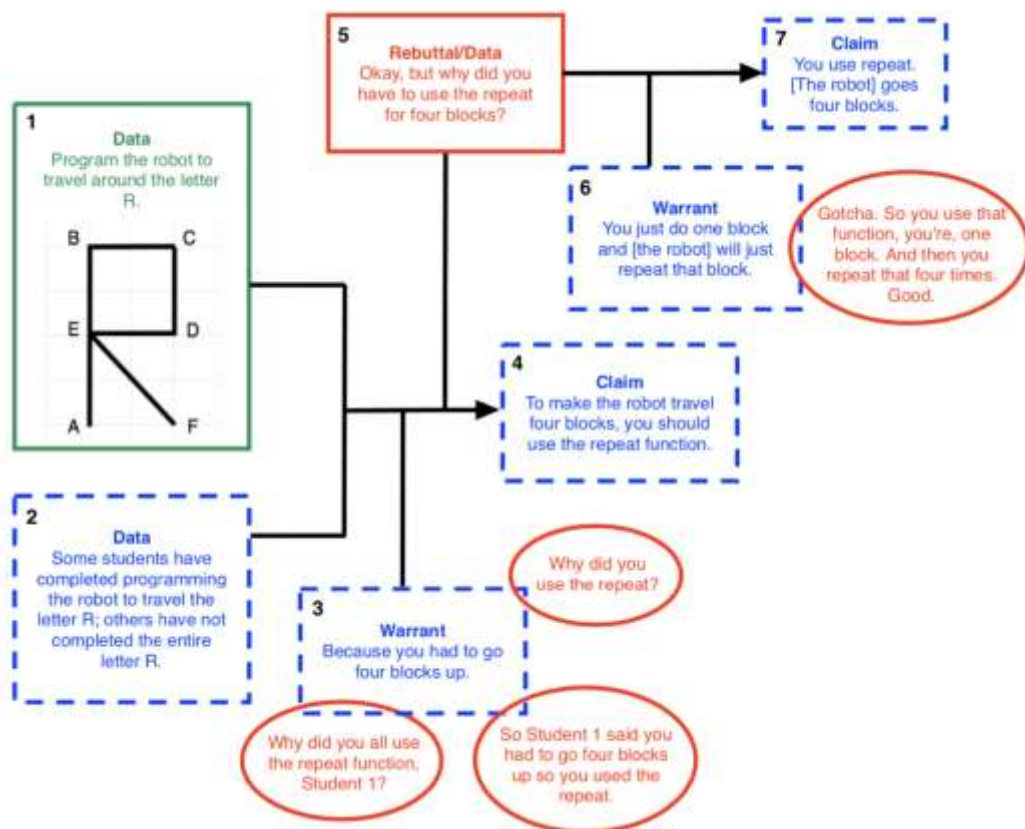 1
Data
Program the robot to
travel around the letter
R.
B
C
E
D
A
F
2
Data
Some students have
completed programming
the robot to travel the
letter R; others have not
completed the entire
letter R.
3
Warrant
Because you had to go
four blocks up.
Why did you all use
the repeat function,
Student 1?
So Student 1 said you
had to go four blocks
up so you used the
repeat.
Why did you
use the repeat?
4
Claim
To make the robot travel
four blocks, you should
use the repeat function.
5
Rebuttal/Data
Okay, but why did you
have to use the repeat
for four blocks?
6
Warrant
You just do one block
and [the robot] will just
repeat that block.
7
Claim
You use repeat.
[The robot] goes
four blocks.
Gotcha. So you use that
function, you're, one
block. And then you
repeat that four times.
Good.